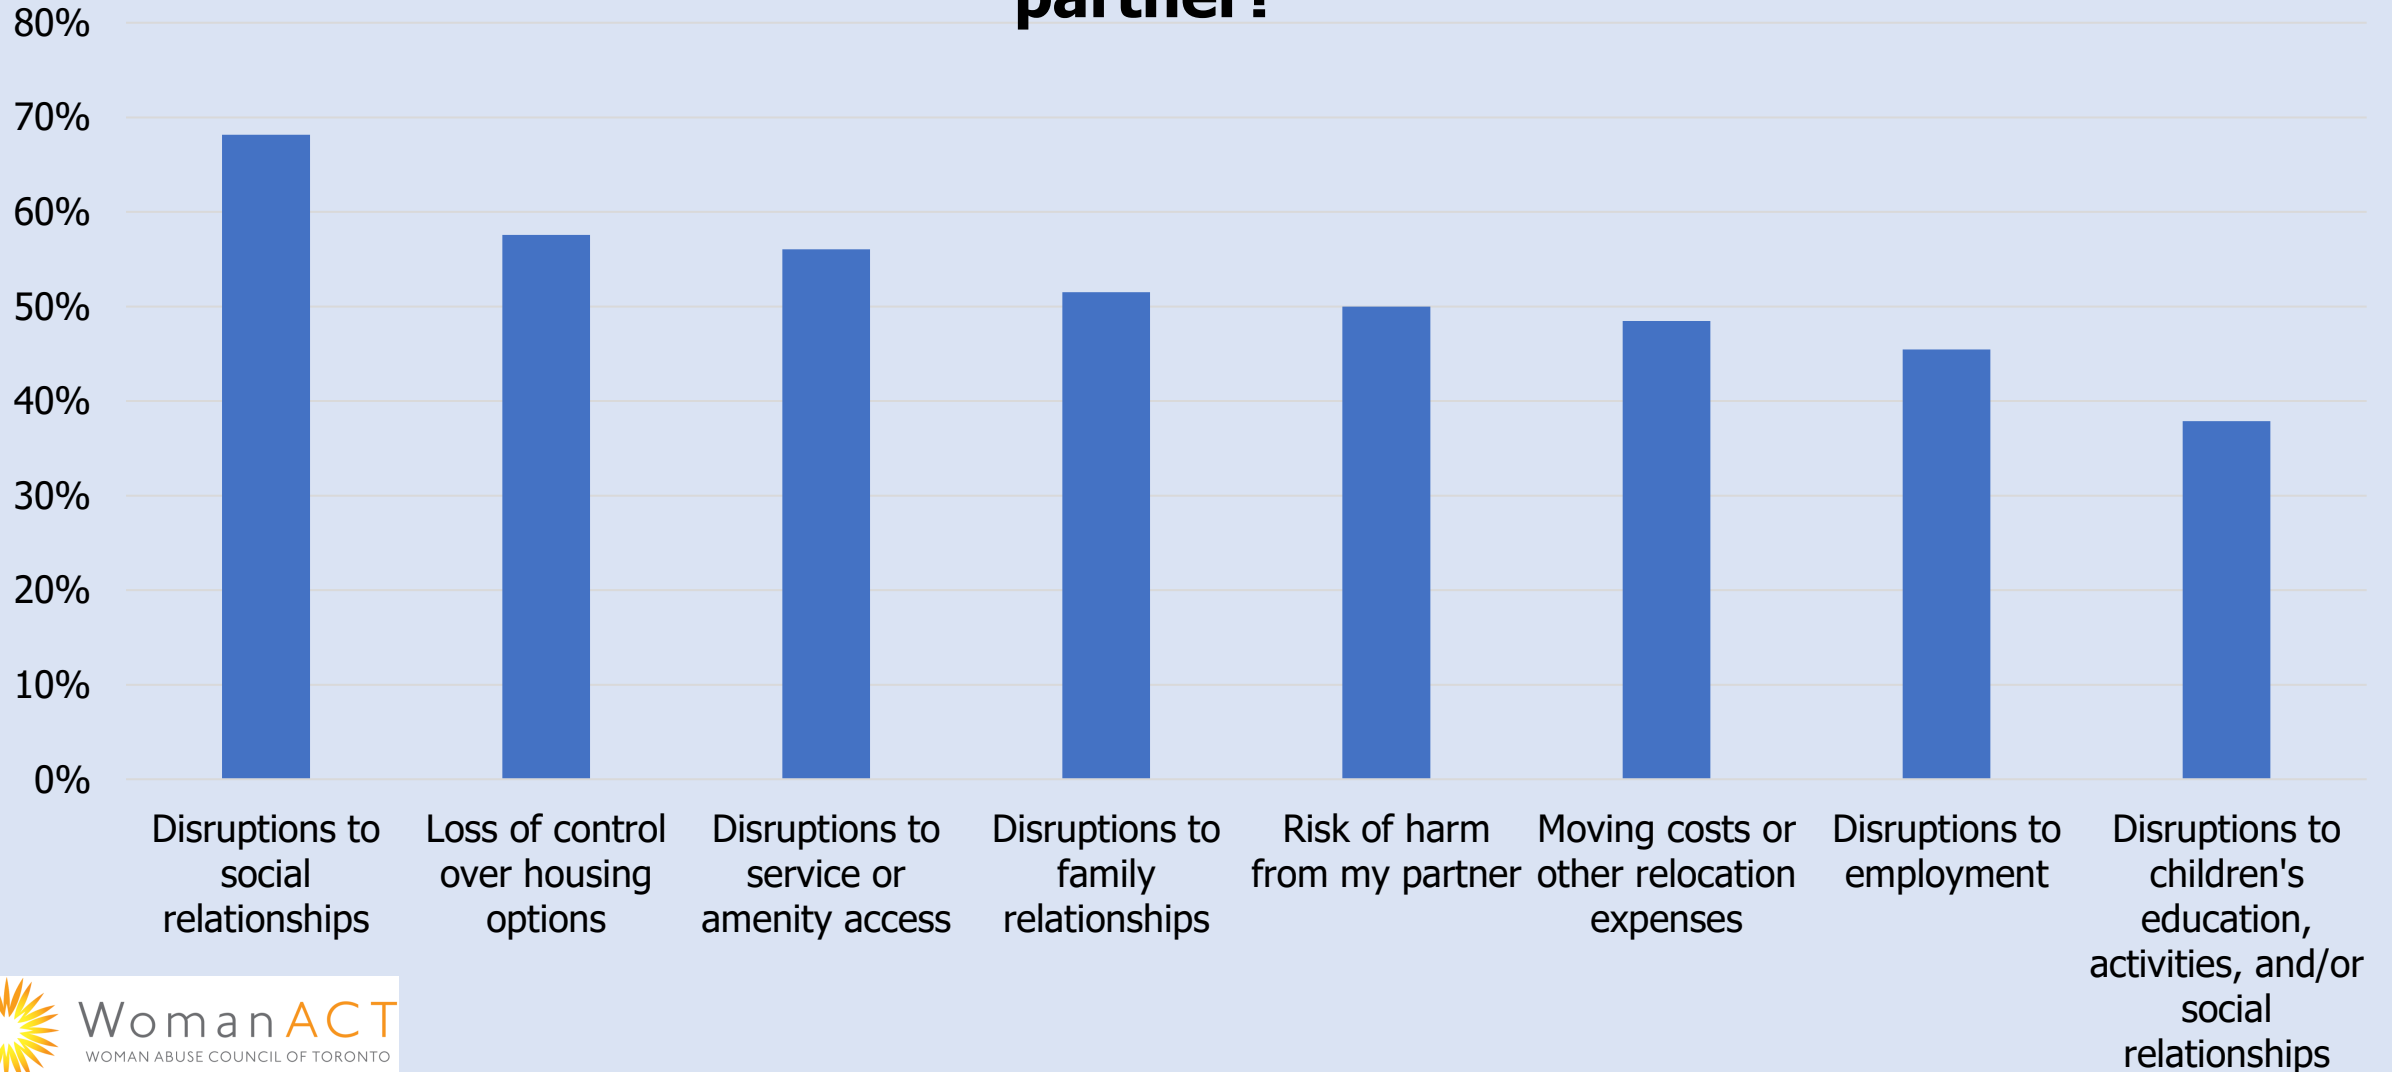 partner?
80%
70%
60%
50%
40%
30%
20%
10%
0%
Disruptions to
social
relationships
Loss of control
over housing
options
Disruptions to
service or
amenity access
Disruptions to
family
relationships
Risk of harm
from my partner
Moving costs or
other relocation
expenses
Disruptions to
employment
Disruptions to
children's
education,
activities, and/or
social
relationships
WomanACT
WOMAN ABUSE COUNCIL OF TORONTO